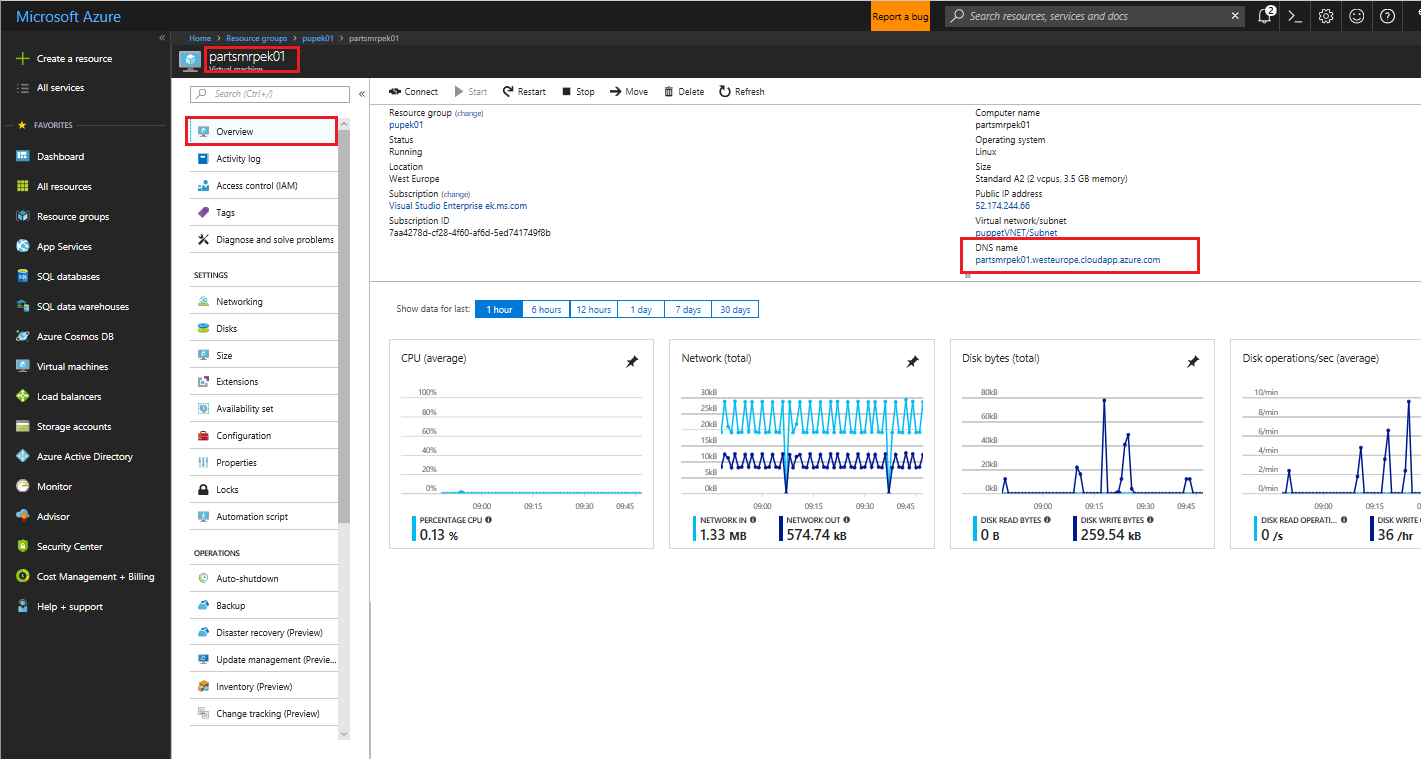 Microsoft Azure
Report a bug
Search resources, services and docs
2
Home > Resource groups > pupek01 > partsmrpek01
partsmrpek01
Virtual machine
Create a resource
All services
FAVORITES
Dashboard
All resources
Resource groups
App Services
SQL databases
SQL data warehouses
Azure Cosmos DB
Virtual machines
Load balancers
Storage accounts
Azure Active Directory
Monitor
Advisor
Security Center
Cost Management + Billing
Help + support
Search (Ctrl+/)
Overview
Activity log
Access control (IAM)
Tags
Diagnose and solve problems
SETTINGS
Networking
Disks
Size
Extensions
Availability set
Configuration
Properties
Locks
Automation script
OPERATIONS
Auto-shutdown
Backup
Disaster recovery (Preview)
Update management (Previe...
Inventory (Preview)
Change tracking (Preview)
Connect Start Restart Stop Move Delete Refresh
Resource group (change)
pupek01
Status
Running
Location
West Europe
Subscription (change)
Visual Studio Enterprise ek.ms.com
Subscription ID
7aa4278d-cf28-4f60-af6d-5ed741749f8b
Computer name
partsmrpek01
Operating system
Linux
Size
Standard A2 (2 vcpus, 3.5 GB memory)
Public IP address
52.174.244.66
Virtual network/subnet
puppetVNET/Subnet
DNS name
partsmrpek01.westeurope.cloudapp.azure.com
Show data for last: 1 hour 6 hours 12 hours 1 day 7 days 30 days
CPU (average)
100%
80%
60%
40%
20%
0%
09:00 09:15 09:30 09:45
PERCENTAGE CPU
0.13 %
Network (total)
30kB
25kB
20kB
15kB
10kB
5kB
0kB
09:00 09:15 09:30 09:45
NETWORK IN NETWORK OUT
1.33 MB 574.74 kB
Disk bytes (total)
80kB
60kB
40kB
20kB
0kB
09:00 09:15 09:30 09:45
DISK READ BYTES DISK WRITE BYTES
0 B 259.54 kB
Disk operations/sec (average)
10/min
8/min
6/min
4/min
2/min
0/min
09:00 09:15 09:30 09:45
DISK READ OPERATI... DISK WRITE
0 /s 36 /hr